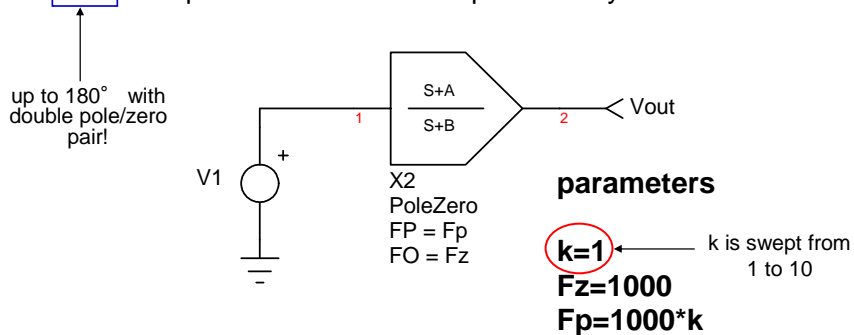 up to 180° with
double pole/zero
pair!
S+A
S+B
1
2
Vout
V1
+
X2
PoleZero
FP = Fp
FO = Fz
parameters
k=1
Fz=1000
Fp=1000*k
k is swept from
1 to 10